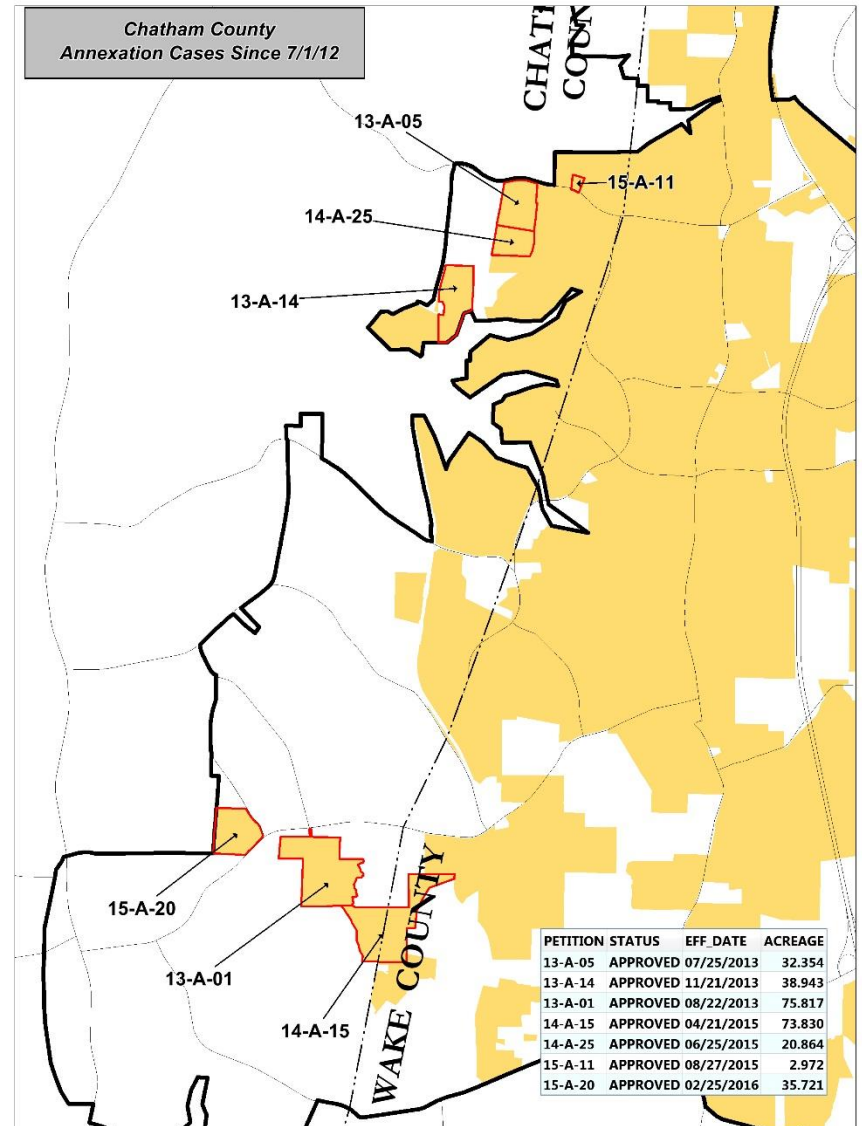 Chatham County
Annexation Cases Since 7/1/12
CHAT
COUN
13-A-05
15-A-11
14-A-25
13-A-14
15-A-20
13-A-01
14-A-15
WAKE COUNTY
PETITION STATUS EFF_DATE ACREAGE
13-A-05 APPROVED 07/25/2013 32.354
13-A-14 APPROVED 11/21/2013 38.943
13-A-01 APPROVED 08/22/2013 75.817
14-A-15 APPROVED 04/21/2015 73.830
14-A-25 APPROVED 06/25/2015 20.864
15-A-11 APPROVED 08/27/2015 2.972
15-A-20 APPROVED 02/25/2016 35.721